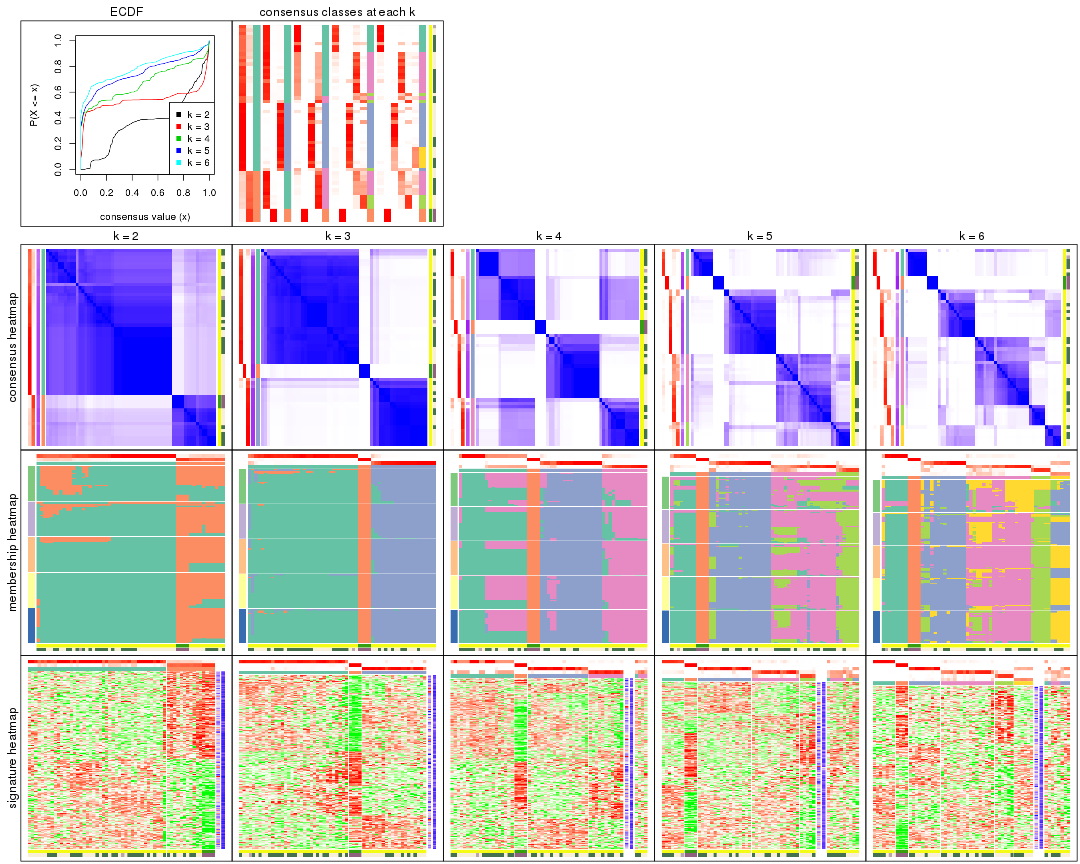 ECDF
consensus classes at each k
P(X <= x)
0.0 0.2 0.4 0.6 0.8 1.0
k = 2
k = 3
k = 4
k = 5
k = 6
0.0 0.2 0.4 0.6 0.8 1.0
consensus value (x)
k = 2
k = 3
k = 4
k = 5
k = 6
consensus heatmap
membership heatmap
signature heatmap